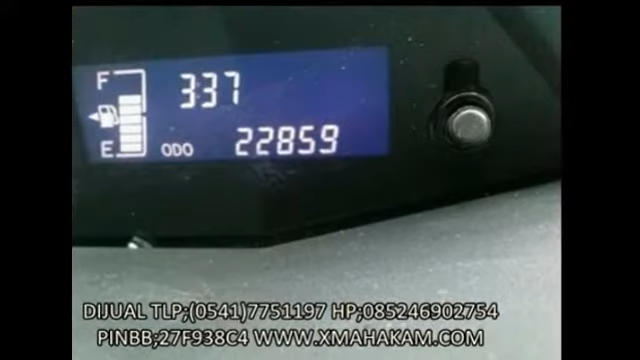 F 337
E ODO 22859
DIJUAL TLP;(0541)7751197 HP;085246902754
PINBB;27F938C4 WWW.XMAHAKAM.COM